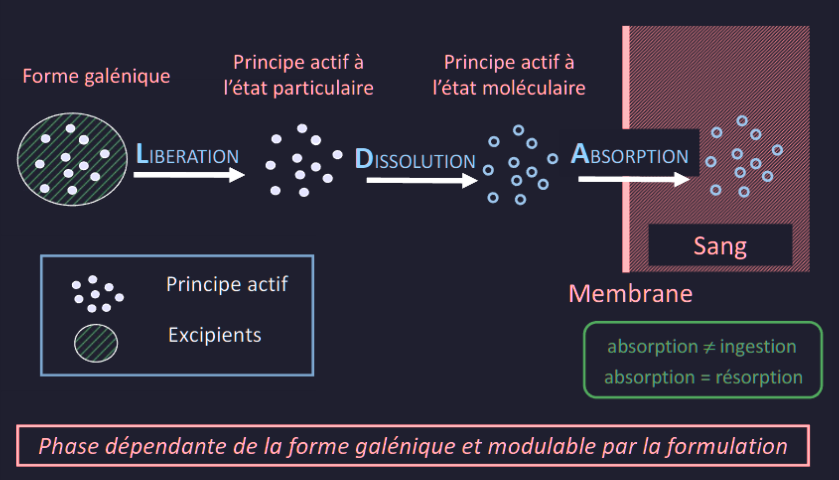 Forme galénique
Principe actif à
l'état particulaire
Principe actif à
l'état moléculaire
LIBERATION
DISSOLUTION
ABSORPTION
Sang
Membrane
Principe actif
Excipients
absorption ≠ ingestion
absorption = résorption
Phase dépendante de la forme galénique et modulable par la formulation